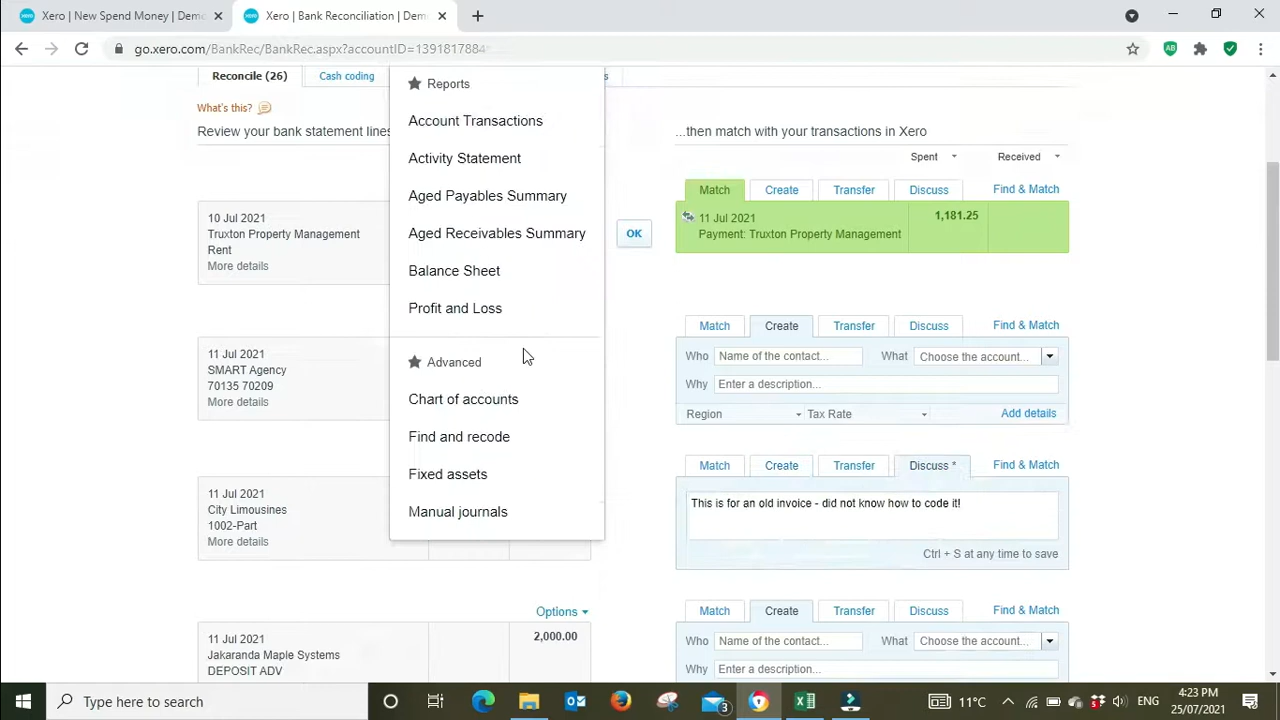 Xero | New Spend Money | Demo
Xero | Bank Reconciliation | Demo
go.xero.com/BankRec/BankRec.aspx?accountID=1391817884
Reconcile (26)
Cash coding
What's this?
Review your bank statement lines
...then match with your transactions in Xero
Spent
Received
Reports
Account Transactions
Activity Statement
Aged Payables Summary
Aged Receivables Summary
Balance Sheet
Profit and Loss
Advanced
Chart of accounts
Find and recode
Fixed assets
Manual journals
10 Jul 2021
Truxton Property Management
Rent
More details
OK
Match
Create
Transfer
Discuss
Find & Match
11 Jul 2021
Payment: Truxton Property Management
1,181.25
11 Jul 2021
SMART Agency
70135 70209
More details
Match
Create
Transfer
Discuss
Find & Match
Who Name of the contact... What Choose the account...
Why Enter a description...
Region Tax Rate Add details
11 Jul 2021
City Limousines
1002-Part
More details
Match
Create
Transfer
Discuss *
Find & Match
This is for an old invoice - did not know how to code it!
Ctrl + S at any time to save
Options
11 Jul 2021
Jakaranda Maple Systems
DEPOSIT ADV
2,000.00
Match
Create
Transfer
Discuss
Find & Match
Who Name of the contact... What Choose the account...
Why Enter a description...
Type here to search
3
11°C
ENG
4:23 PM
25/07/2021